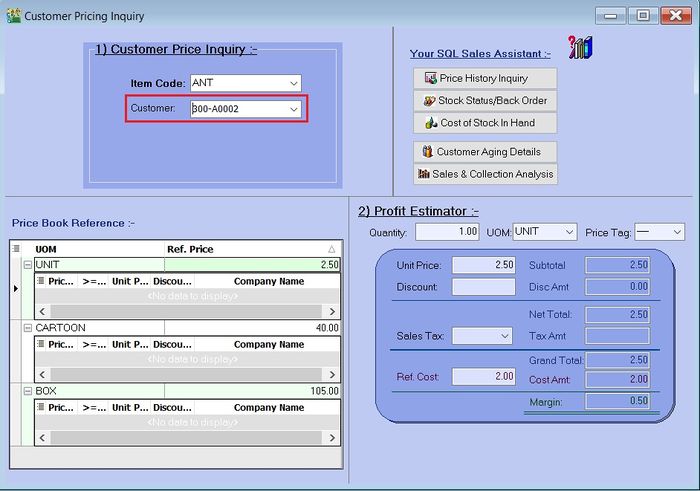 Customer Pricing Inquiry
1) Customer Price Inquiry :-
Item Code: ANT
Customer: 300-A0002
Your SQL Sales Assistant :-
Price History Inquiry
Stock Status/Back Order
Cost of Stock In Hand
Customer Aging Details
Sales & Collection Analysis
Price Book Reference :-
UOM Ref. Price
UNIT 2.50
Pric... >=... Unit P... Discou... Company Name
<No data to display>
CARTOON 40.00
Pric... >=... Unit P... Discou... Company Name
<No data to display>
BOX 105.00
Pric... >=... Unit P... Discou... Company Name
<No data to display>
2) Profit Estimator :-
Quantity: 1.00 UOM: UNIT Price Tag: —
Unit Price: 2.50 Subtotal 2.50
Discount: Disc Amt 0.00
Net Total: 2.50
Sales Tax: Tax Amt
Grand Total: 2.50
Ref. Cost: 2.00 Cost Amt: 2.00
Margin: 0.50